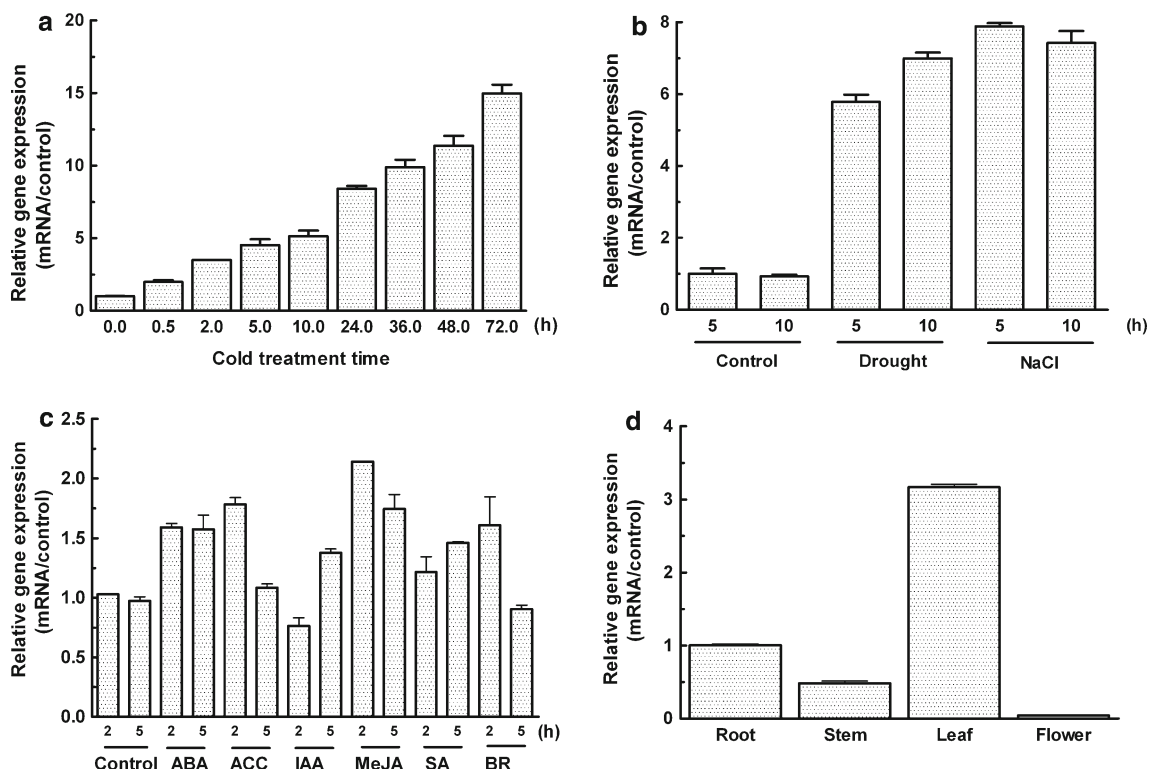 a
Relative gene expression
(mRNA/control)
20
15
10
5
0
0.0 0.5 2.0 5.0 10.0 24.0 36.0 48.0 72.0 (h)
Cold treatment time
b
Relative gene expression
(mRNA/control)
8
6
4
2
0
5 10 5 10 5 10 (h)
Control Drought NaCl
c
Relative gene expression
(mRNA/control)
2.5
2.0
1.5
1.0
0.5
0.0
2 5 2 5 2 5 2 5 2 5 2 5 2 5 (h)
Control ABA ACC IAA MeJA SA BR
d
Relative gene expression
(mRNA/control)
4
3
2
1
0
Root Stem Leaf Flower